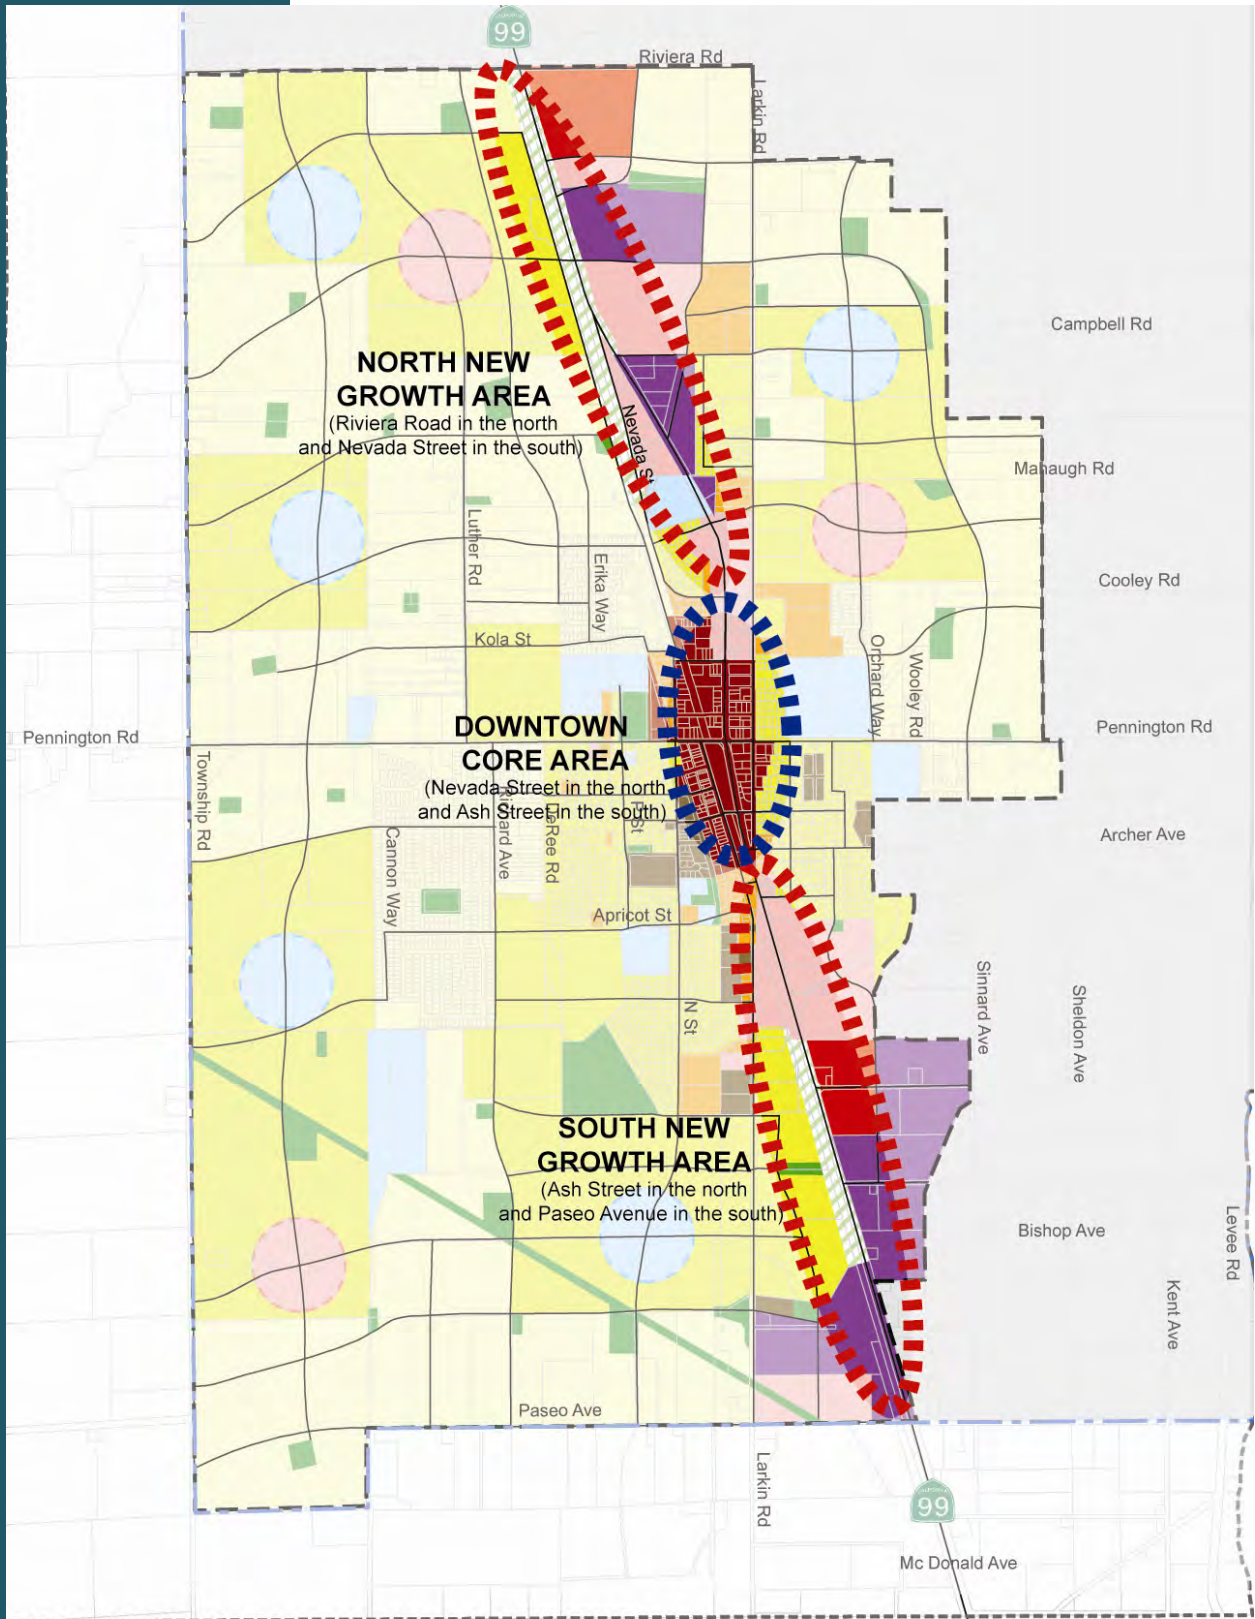 99
Riviera Rd
Larkin Rd
Campbell Rd
NORTH NEW
GROWTH AREA
(Riviera Road in the north
and Nevada Street in the south)
Nevada St
Mahaugh Rd
Luther Rd
Erika Way
Cooley Rd
Kola St
Orchard Way
Wooley Rd
Pennington Rd
DOWNTOWN
CORE AREA
(Nevada Street in the north
and Ash Street in the south)
Pennington Rd
Township Rd
Cannon Way
Richard Ave
DeRee Rd
P St
Archer Ave
Apricot St
N St
Sinnard Ave
Sheldon Ave
SOUTH NEW
GROWTH AREA
(Ash Street in the north
and Paseo Avenue in the south)
Bishop Ave
Levee Rd
Kent Ave
Paseo Ave
Larkin Rd
99
Mc Donald Ave